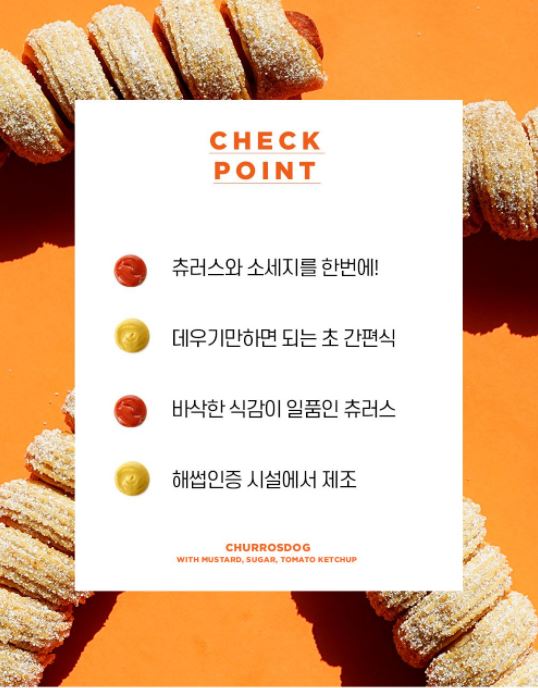 CHECK
POINT
츄러스와 소세지를 한번에!
데우기만하면 되는 초 간편식
바삭한 식감이 일품인 츄러스
해썹인증 시설에서 제조
CHURROSDOG
WITH MUSTARD, SUGAR, TOMATO KETCHUP